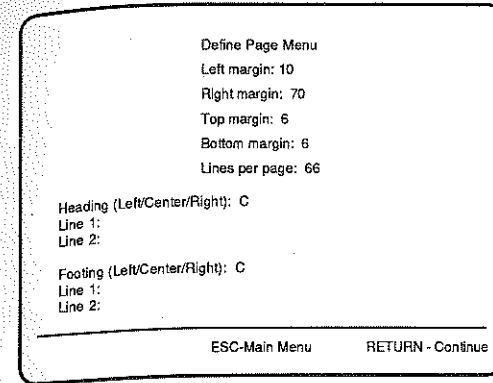 Define Page Menu
Left margin: 10
Right margin: 70
Top margin: 6
Bottom margin: 6
Lines per page: 66
Heading (Left/Center/Right): C
Line 1:
Line 2:
Footing (Left/Center/Right): C
Line 1:
Line 2:
ESC-Main Menu RETURN - Continue